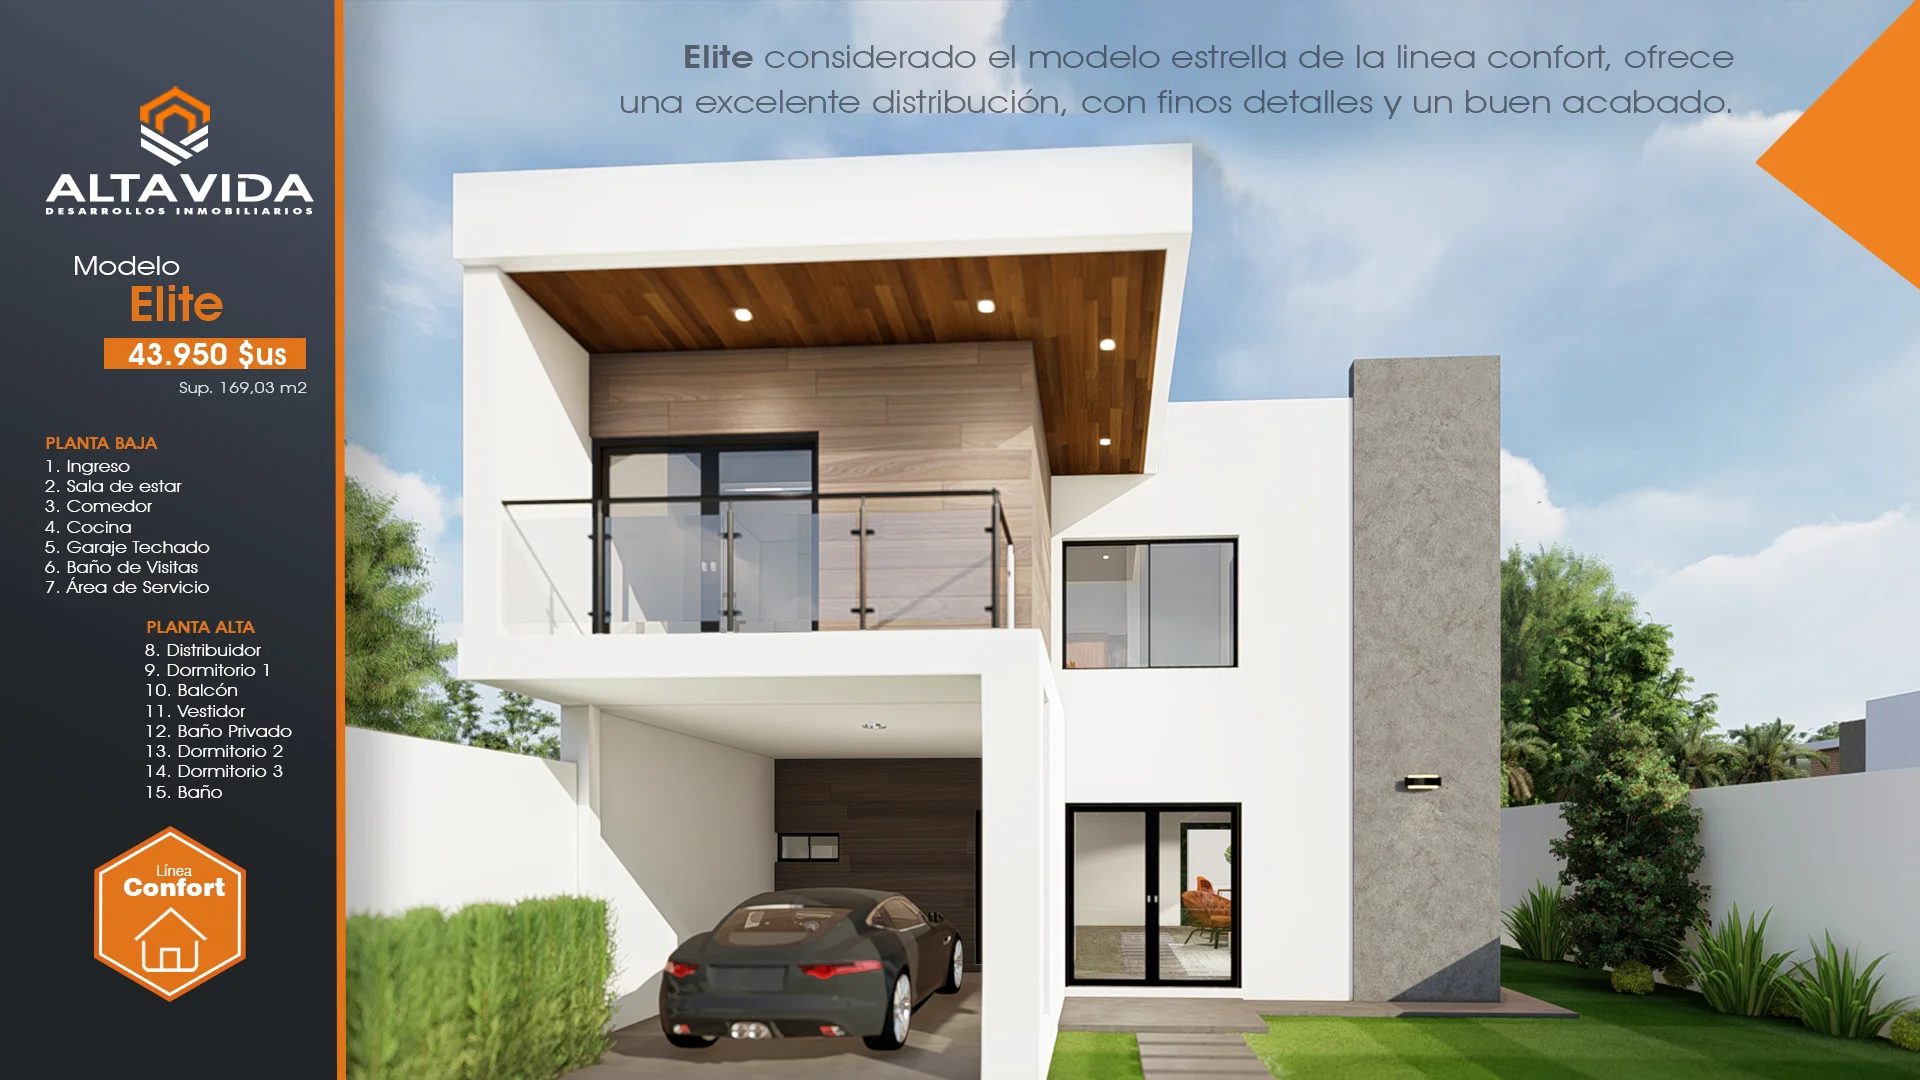 ALTAVIDA
DESARROLLOS INMOBILIARIOS
Modelo
Elite
43.950 $us
Sup. 169,03 m2
PLANTA BAJA
1. Ingreso
2. Sala de estar
3. Comedor
4. Cocina
5. Garaje Techado
6. Baño de Visitas
7. Área de Servicio
PLANTA ALTA
8. Distribuidor
9. Dormitorio 1
10. Balcón
11. Vestidor
12. Baño Privado
13. Dormitorio 2
14. Dormitorio 3
15. Baño
Línea
Confort
Elite considerado el modelo estrella de la linea confort, ofrece
una excelente distribución, con finos detalles y un buen acabado.